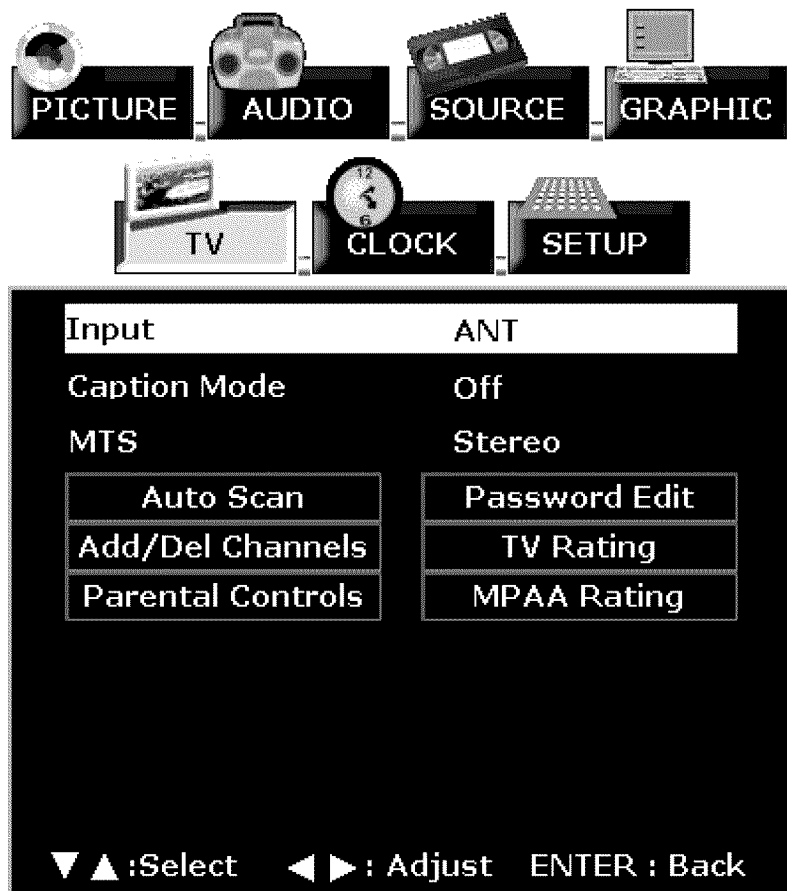 PICTURE AUDIO SOURCE GRAPHIC
12
6
TV CLOCK SETUP
Input ANT
Caption Mode Off
MTS Stereo
Auto Scan Password Edit
Add/Del Channels TV Rating
Parental Controls MPAA Rating
▼ ▲ :Select ◀ ▶ : Adjust ENTER : Back